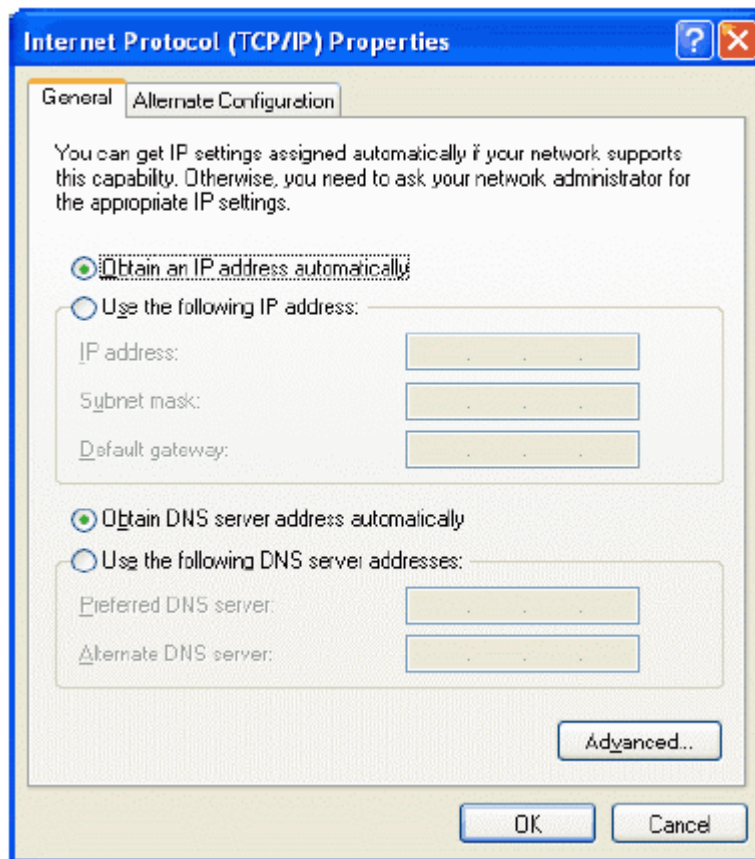 Internet Protocol (TCP/IP) Properties
General
Alternate Configuration
You can get IP settings assigned automatically if your network supports
this capability. Otherwise, you need to ask your network administrator for
the appropriate IP settings.
Obtain an IP address automatically
Use the following IP address:
IP address:
Subnet mask:
Default gateway:
Obtain DNS server address automatically
Use the following DNS server addresses:
Preferred DNS server:
Alternate DNS server:
Advanced...
OK
Cancel